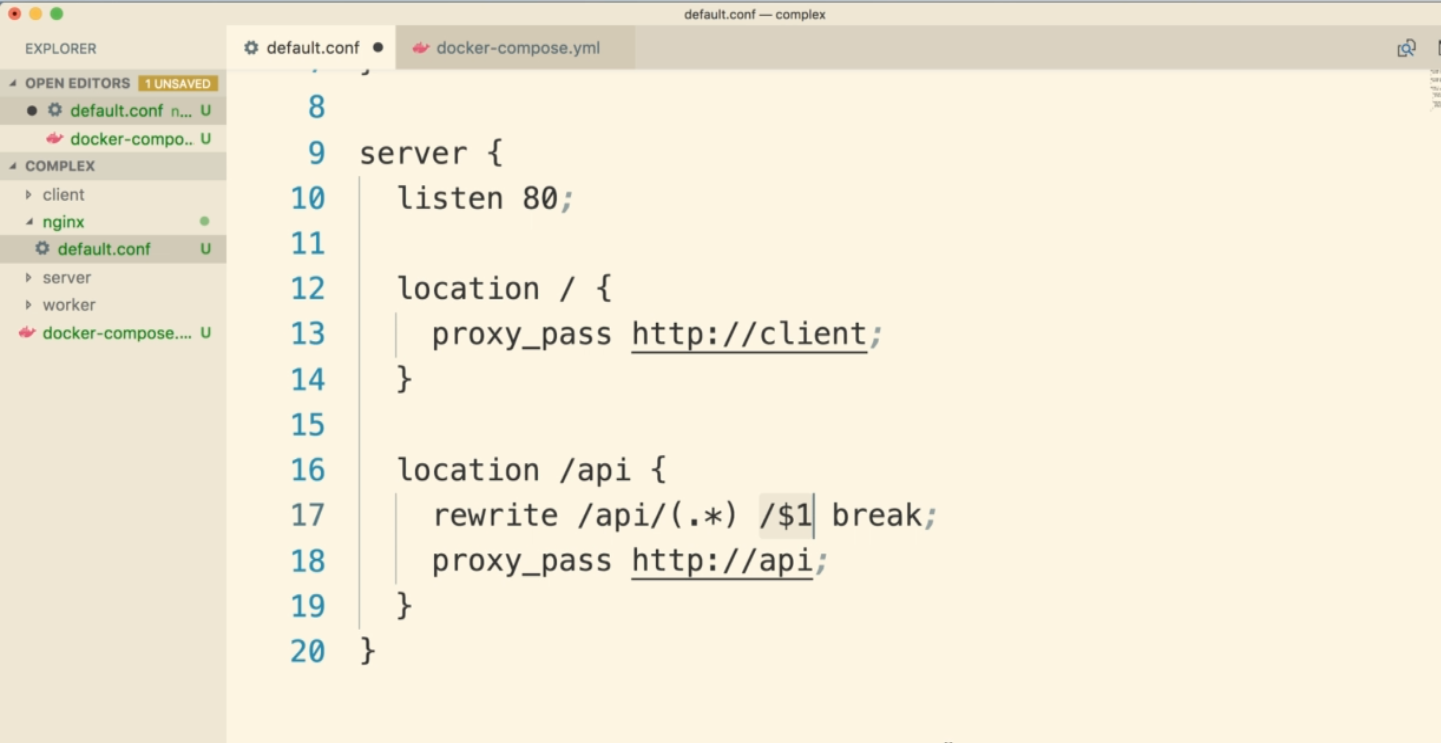 default.conf — complex
EXPLORER
default.conf
docker-compose.yml
OPEN EDITORS 1 UNSAVED
default.conf n... U
docker-compo.. U
COMPLEX
client
nginx
default.conf U
server
worker
docker-compose.... U
8
9 server {
10 listen 80;
11
12 location / {
13 proxy_pass http://client;
14 }
15
16 location /api {
17 rewrite /api/(.*) /$1 break;
18 proxy_pass http://api;
19 }
20 }